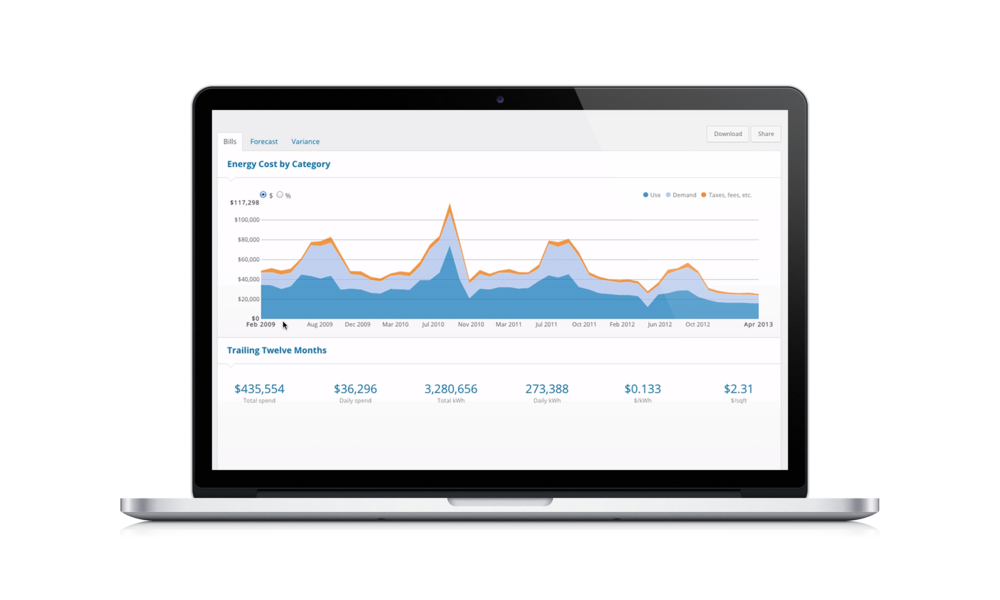 Download Share
Bills Forecast Variance
Energy Cost by Category
$ %
$117,298
Use Demand Taxes, fees, etc.
$100,000
$80,000
$60,000
$40,000
$20,000
$0
Feb 2009 Aug 2009 Dec 2009 Mar 2010 Jul 2010 Nov 2010 Mar 2011 Jul 2011 Oct 2011 Feb 2012 Jun 2012 Oct 2012 Apr 2013
Trailing Twelve Months
$435,554 $36,296 3,280,656 273,388 $0.133 $2.31
Total spend Daily spend Total kWh Daily kWh $/kWh $/sqft